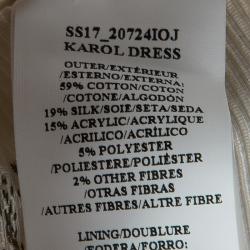 SS17_20724IOJ
KAROL DRESS
OUTER/EXTÉRIEUR
/ESTERNO/EXTERNA:
59% COTTON/COTON
/COTONE/ALGODÓN
19% SILK/SOIE/SETA/SEDA
15% ACRYLIC/ACRYLIQUE
/ACRILICO/ACRÍLICO
5% POLYESTER
/POLIESTERE/POLIÉSTER
2% OTHER FIBRES
/OTRAS FIBRAS
/AUTRES FIBRES/ALTRE FIBRE
LINING/DOUBLURE
/FODERA/FORRO: